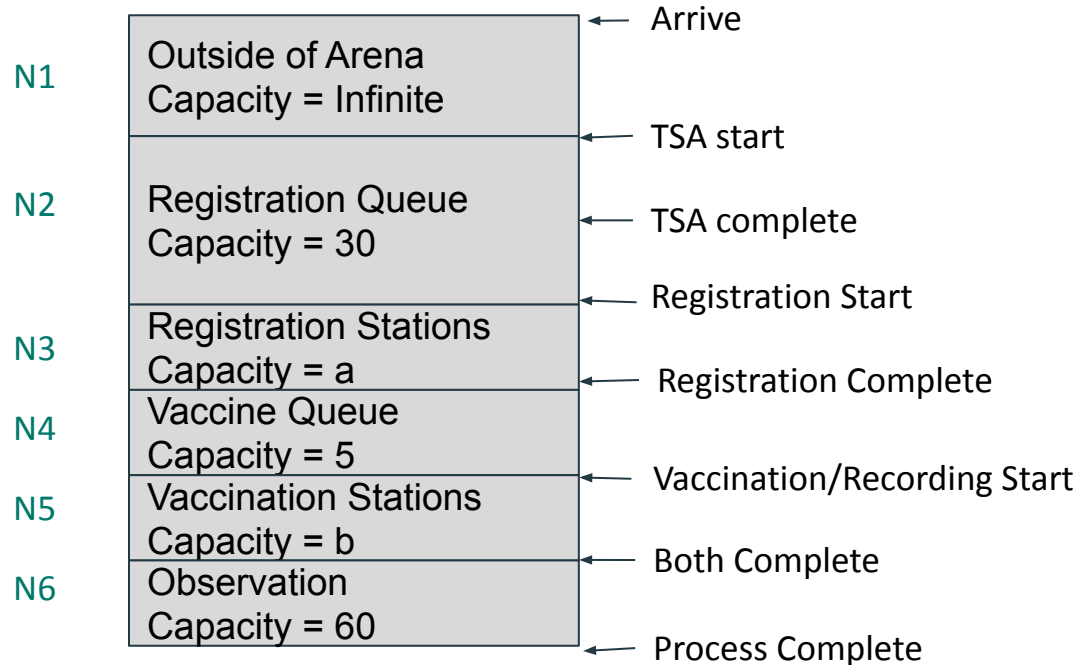 Arrive
N1
Outside of Arena
Capacity = Infinite
TSA start
N2
Registration Queue
Capacity = 30
TSA complete
Registration Start
N3
Registration Stations
Capacity = a
Registration Complete
N4
Vaccine Queue
Capacity = 5
Vaccination/Recording Start
N5
Vaccination Stations
Capacity = b
Both Complete
N6
Observation
Capacity = 60
Process Complete